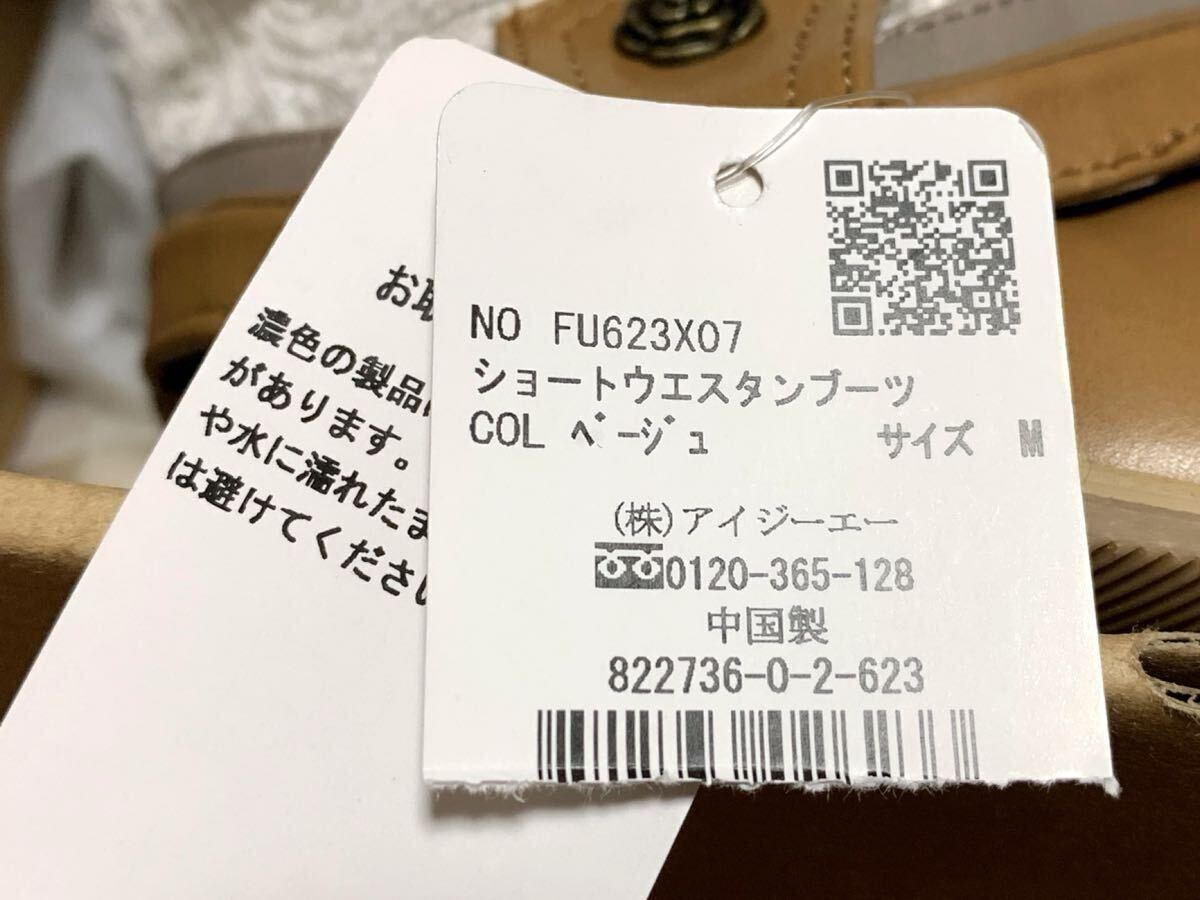 お取
濃色の製品
があります。
や水に濡れたま
は避けてくださ
NO FU623X07
ショートウエスタンブーツ
COL ベージュ サイズ M
(株)アイジーエー
0120-365-128
中国製
822736-0-2-623